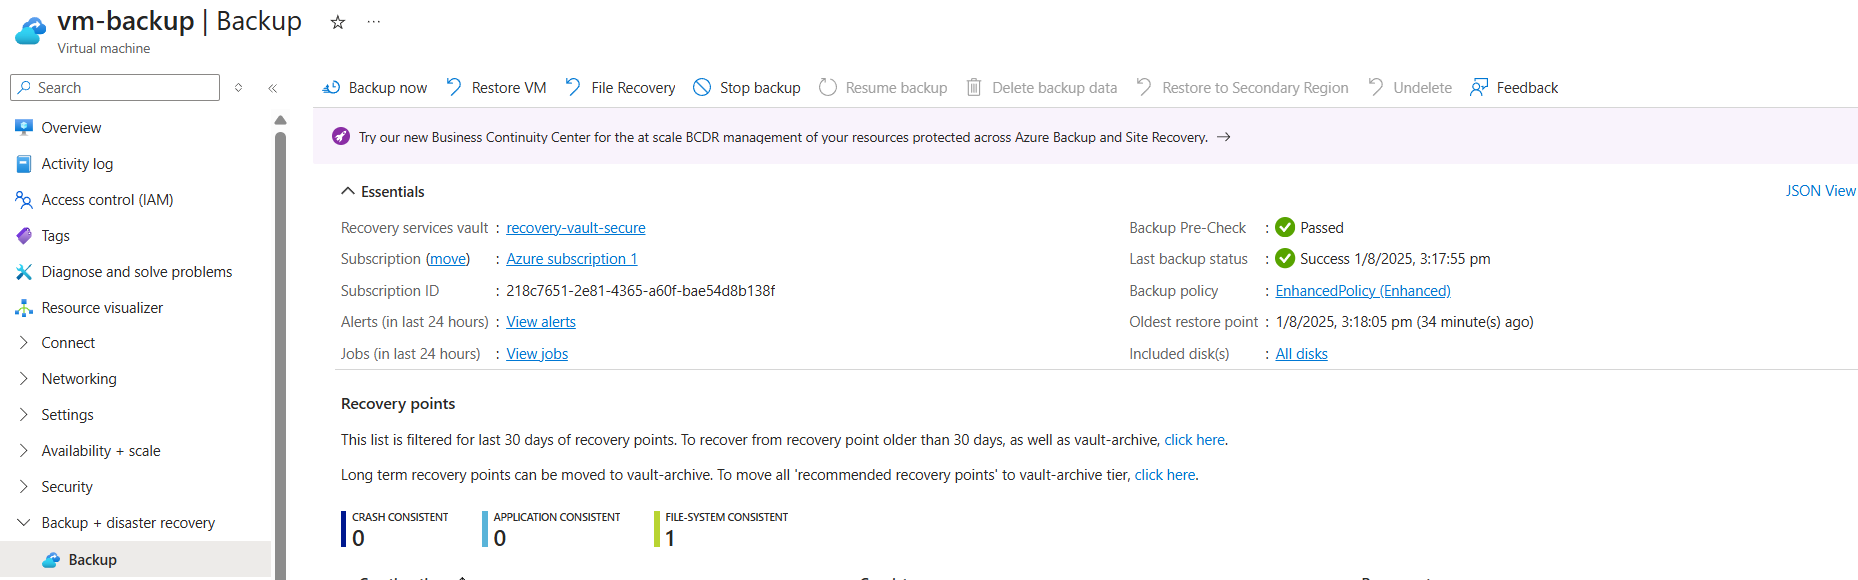 vm-backup | Backup
Virtual machine
Search
Backup now Restore VM File Recovery Stop backup Resume backup Delete backup data Restore to Secondary Region Undelete Feedback
Overview
Activity log
Access control (IAM)
Tags
Diagnose and solve problems
Resource visualizer
Connect
Networking
Settings
Availability + scale
Security
Backup + disaster recovery
Backup
Try our new Business Continuity Center for the at scale BCDR management of your resources protected across Azure Backup and Site Recovery. →
Essentials
JSON View
Recovery services vault : recovery-vault-secure
Subscription (move) : Azure subscription 1
Subscription ID : 218c7651-2e81-4365-a60f-bae54d8b138f
Alerts (in last 24 hours) : View alerts
Jobs (in last 24 hours) : View jobs
Backup Pre-Check : Passed
Last backup status : Success 1/8/2025, 3:17:55 pm
Backup policy : EnhancedPolicy (Enhanced)
Oldest restore point : 1/8/2025, 3:18:05 pm (34 minute(s) ago)
Included disk(s) : All disks
Recovery points
This list is filtered for last 30 days of recovery points. To recover from recovery point older than 30 days, as well as vault-archive, click here.
Long term recovery points can be moved to vault-archive. To move all 'recommended recovery points' to vault-archive tier, click here.
CRASH CONSISTENT
0
APPLICATION CONSISTENT
0
FILE-SYSTEM CONSISTENT
1